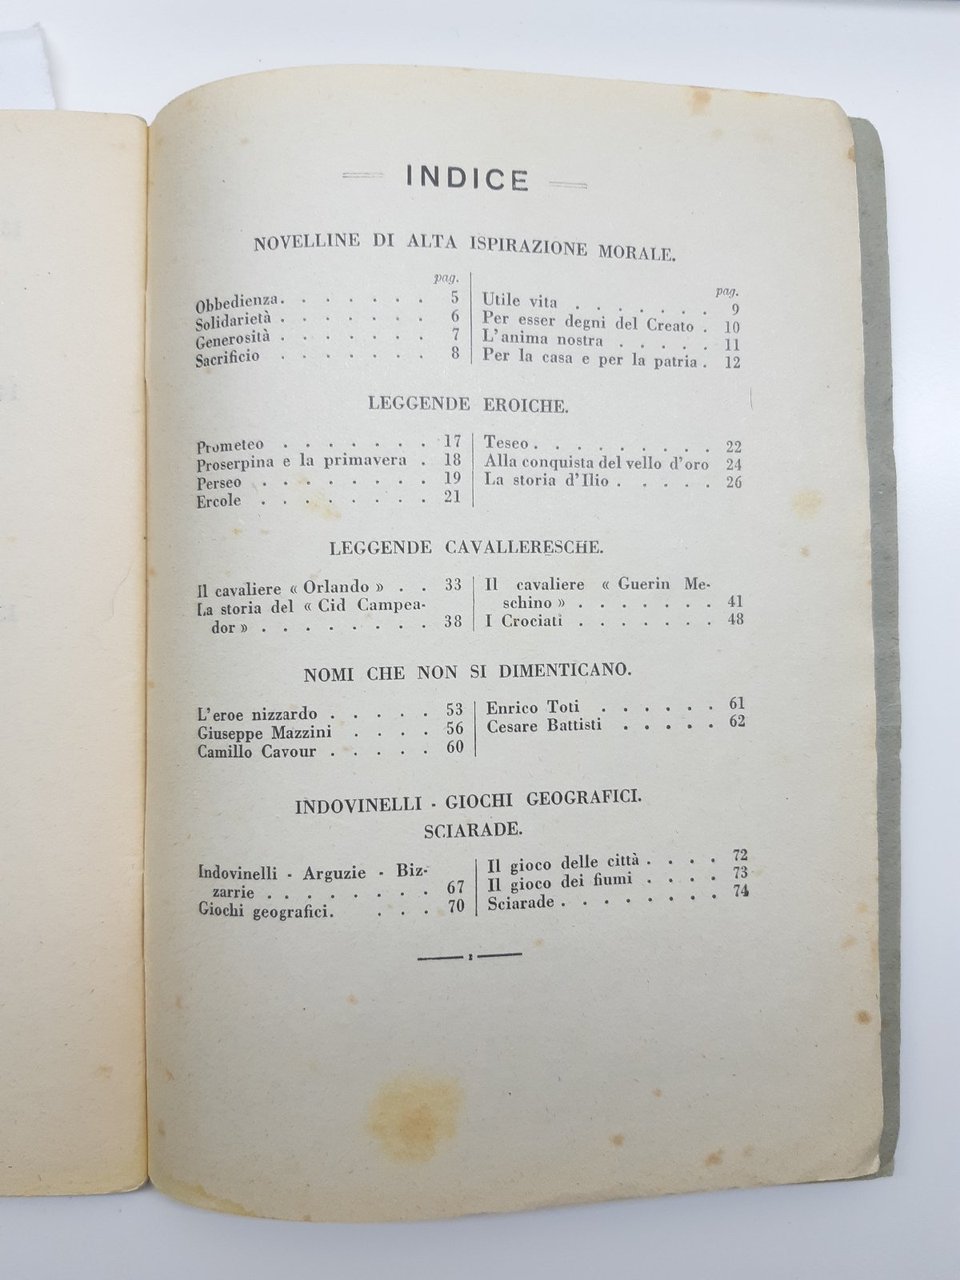 INDICE
NOVELLINE DI ALTA ISPIRAZIONE MORALE.
pag.
Obbedienza. . . . . . . 5
Solidarietà . . . . . . . 6
Generosità . . . . . . . 7
Sacrificio . . . . . . . 8
pag.
Utile vita . . . . . . 9
Per esser degni del Creato . 10
L'anima nostra . . . . . 11
Per la casa e per la patria . 12
LEGGENDE EROICHE.
Prometeo . . . . . . . 17
Proserpina e la primavera . 18
Perseo . . . . . . . . 19
Ercole . . . . . . . . 21
Teseo . . . . . . . . . 22
Alla conquista del vello d'oro 24
La storia d'Ilio . . . . . 26
LEGGENDE CAVALLERESCHE.
Il cavaliere « Orlando » . . 33
La storia del « Cid Campea-
dor » . . . . . . . . 38
Il cavaliere « Guerin Me-
schino » . . . . . . . 41
I Crociati . . . . . . . 48
NOMI CHE NON SI DIMENTICANO.
L'eroe nizzardo . . . . . 53
Giuseppe Mazzini . . . . 56
Camillo Cavour . . . . . 60
Enrico Toti . . . . . . 61
Cesare Battisti . . . . . 62
INDOVINELLI - GIOCHI GEOGRAFICI.
SCIARADE.
Indovinelli - Arguzie - Biz-
zarrie . . . . . . . . 67
Giochi geografici. . . . 70
Il gioco delle città . . . . 72
Il gioco dei fiumi . . . . 73
Sciarade . . . . . . . . 74